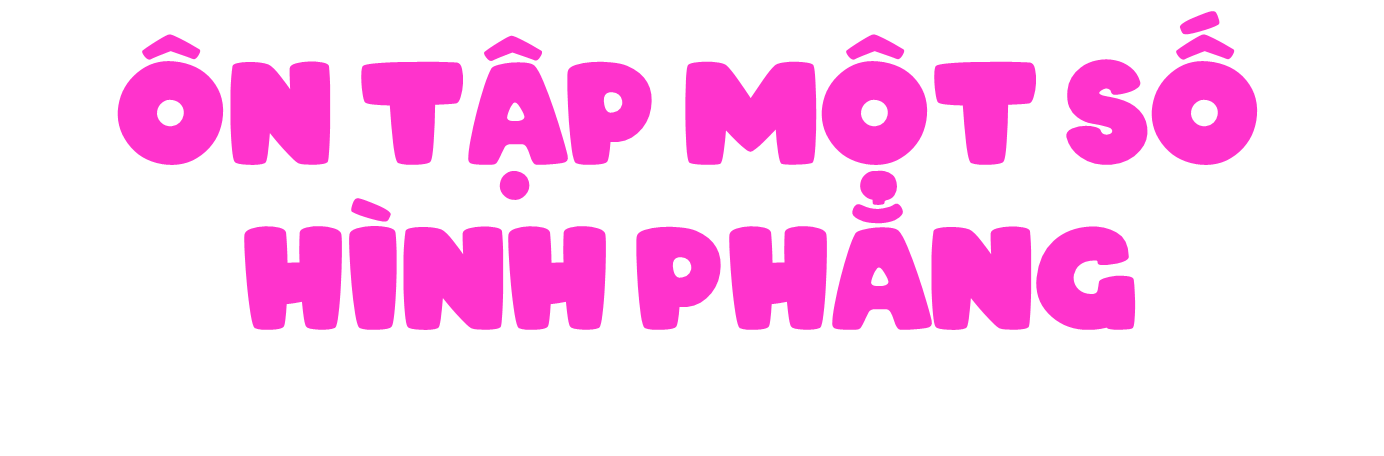 ÔN TẬP MỘT SỐ
HÌNH PHẲNG